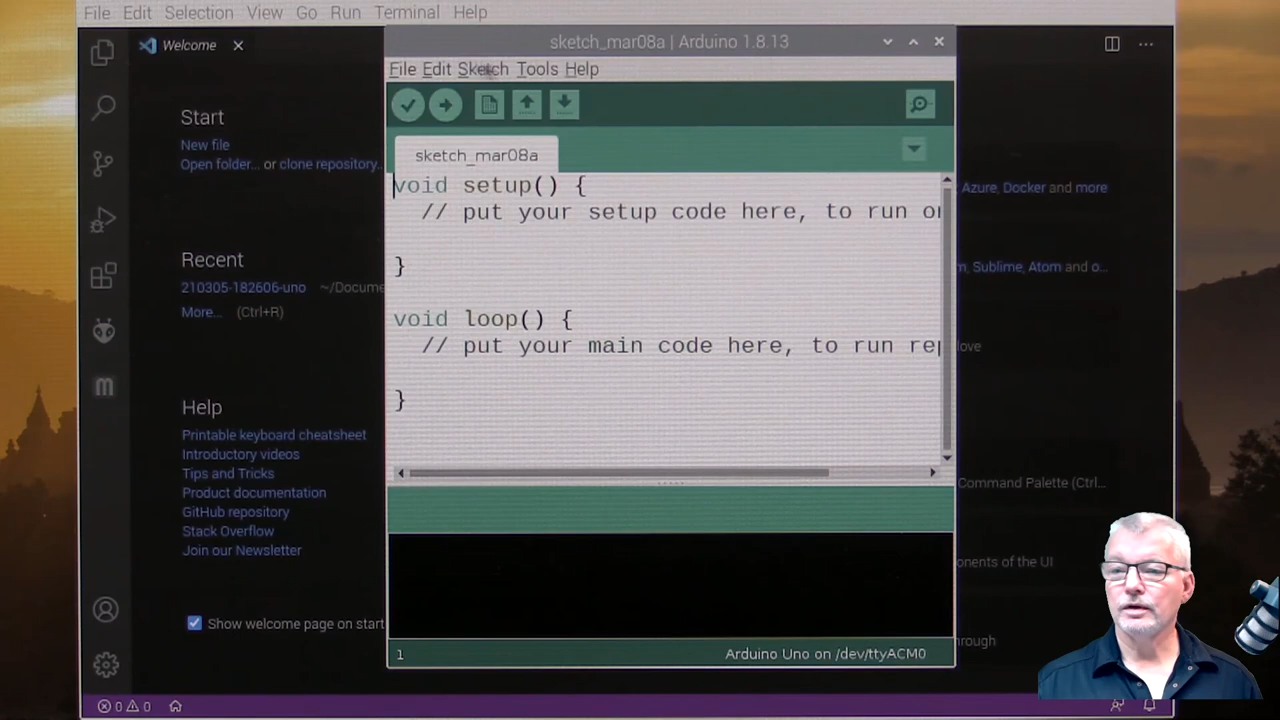 File Edit Selection View Go Run Terminal Help
Welcome
sketch_mar08a | Arduino 1.8.13
File Edit Sketch Tools Help
sketch_mar08a
void setup() {
// put your setup code here, to run
}
void loop() {
// put your main code here, to run
}
1
Arduino Uno on /dev/ttyACM0
Start
New file
Open folder... or clone repository..
Recent
210305-182606-uno ~/Docume
More... (Ctrl+R)
Help
Printable keyboard cheatsheet
Introductory videos
Tips and Tricks
Product documentation
GitHub repository
Stack Overflow
Join our Newsletter
Show welcome page on start
Azure, Docker and more
Sublime, Atom and o...
love
Command Palette (Ctrl...
onents of the UI
hrough
0 0